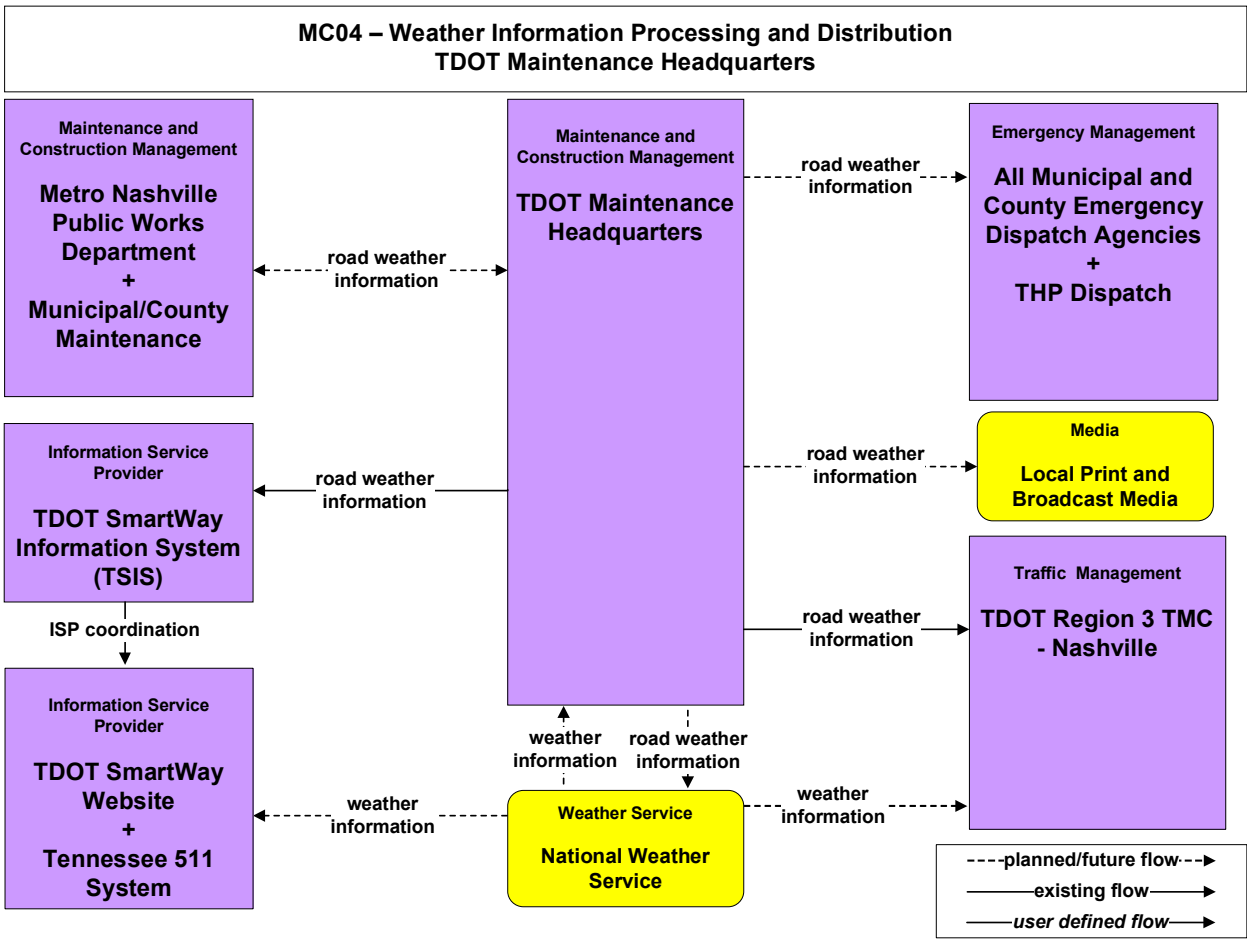 MC04 – Weather Information Processing and Distribution
TDOT Maintenance Headquarters
Maintenance and
Construction Management
Metro Nashville
Public Works
Department
+
Municipal/County
Maintenance
road weather
information
Maintenance and
Construction Management
TDOT Maintenance
Headquarters
road weather
information
Emergency Management
All Municipal and
County Emergency
Dispatch Agencies
+
THP Dispatch
road weather
information
Media
Local Print and
Broadcast Media
Information Service
Provider
TDOT SmartWay
Information System
(TSIS)
road weather
information
road weather
information
Traffic  Management
TDOT Region 3 TMC
- Nashville
ISP coordination
Information Service
Provider
TDOT SmartWay
Website
+
Tennessee 511
System
weather
information
road weather
information
weather
information
Weather Service
National Weather
Service
weather
information
planned/future flow
existing flow
user defined flow